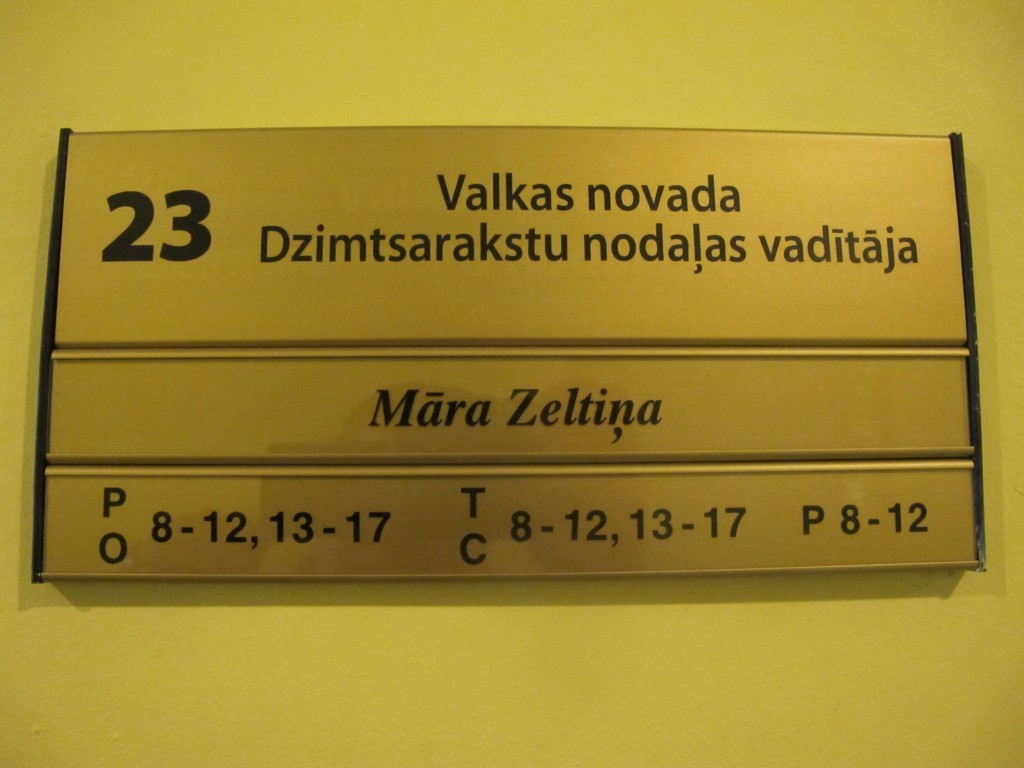 23
Valkas novada
Dzimtsarakstu nodaļas vadītāja
Māra Zeltiņa
P
O
8 - 12, 13 - 17
T
C
8 - 12, 13 - 17
P 8 - 12